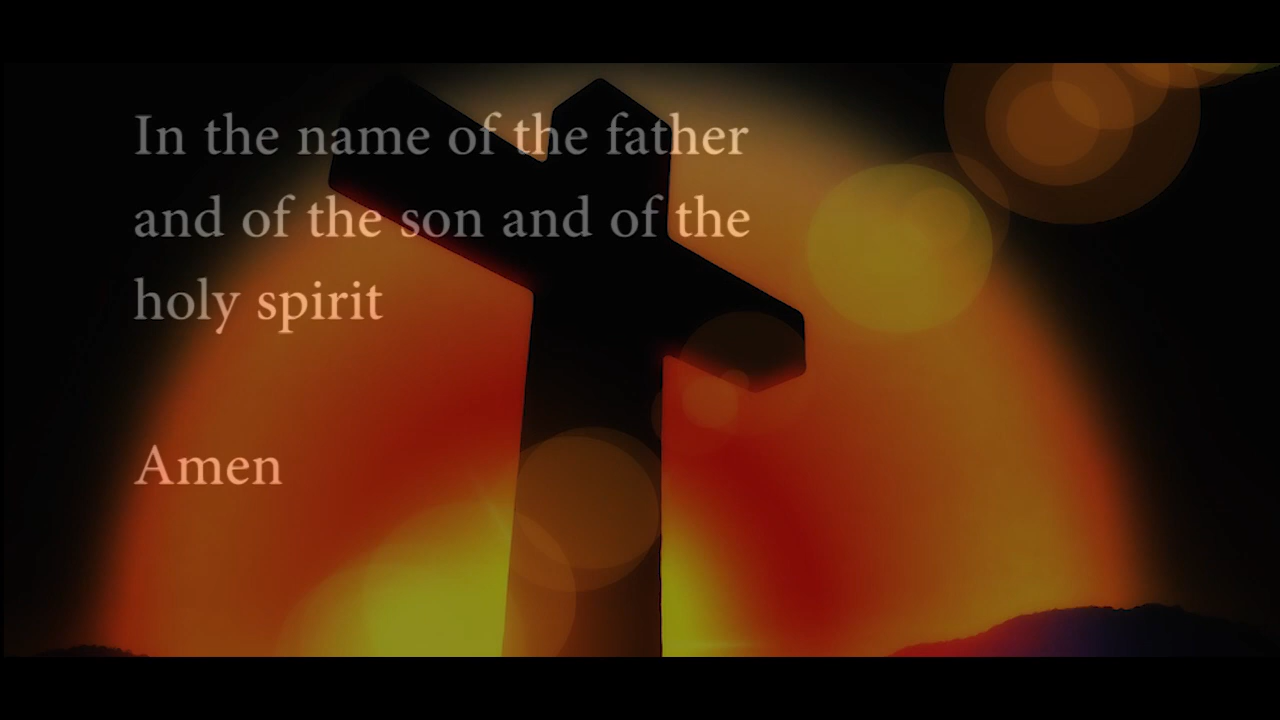 In the name of the father
and of the son and of the
holy spirit
Amen